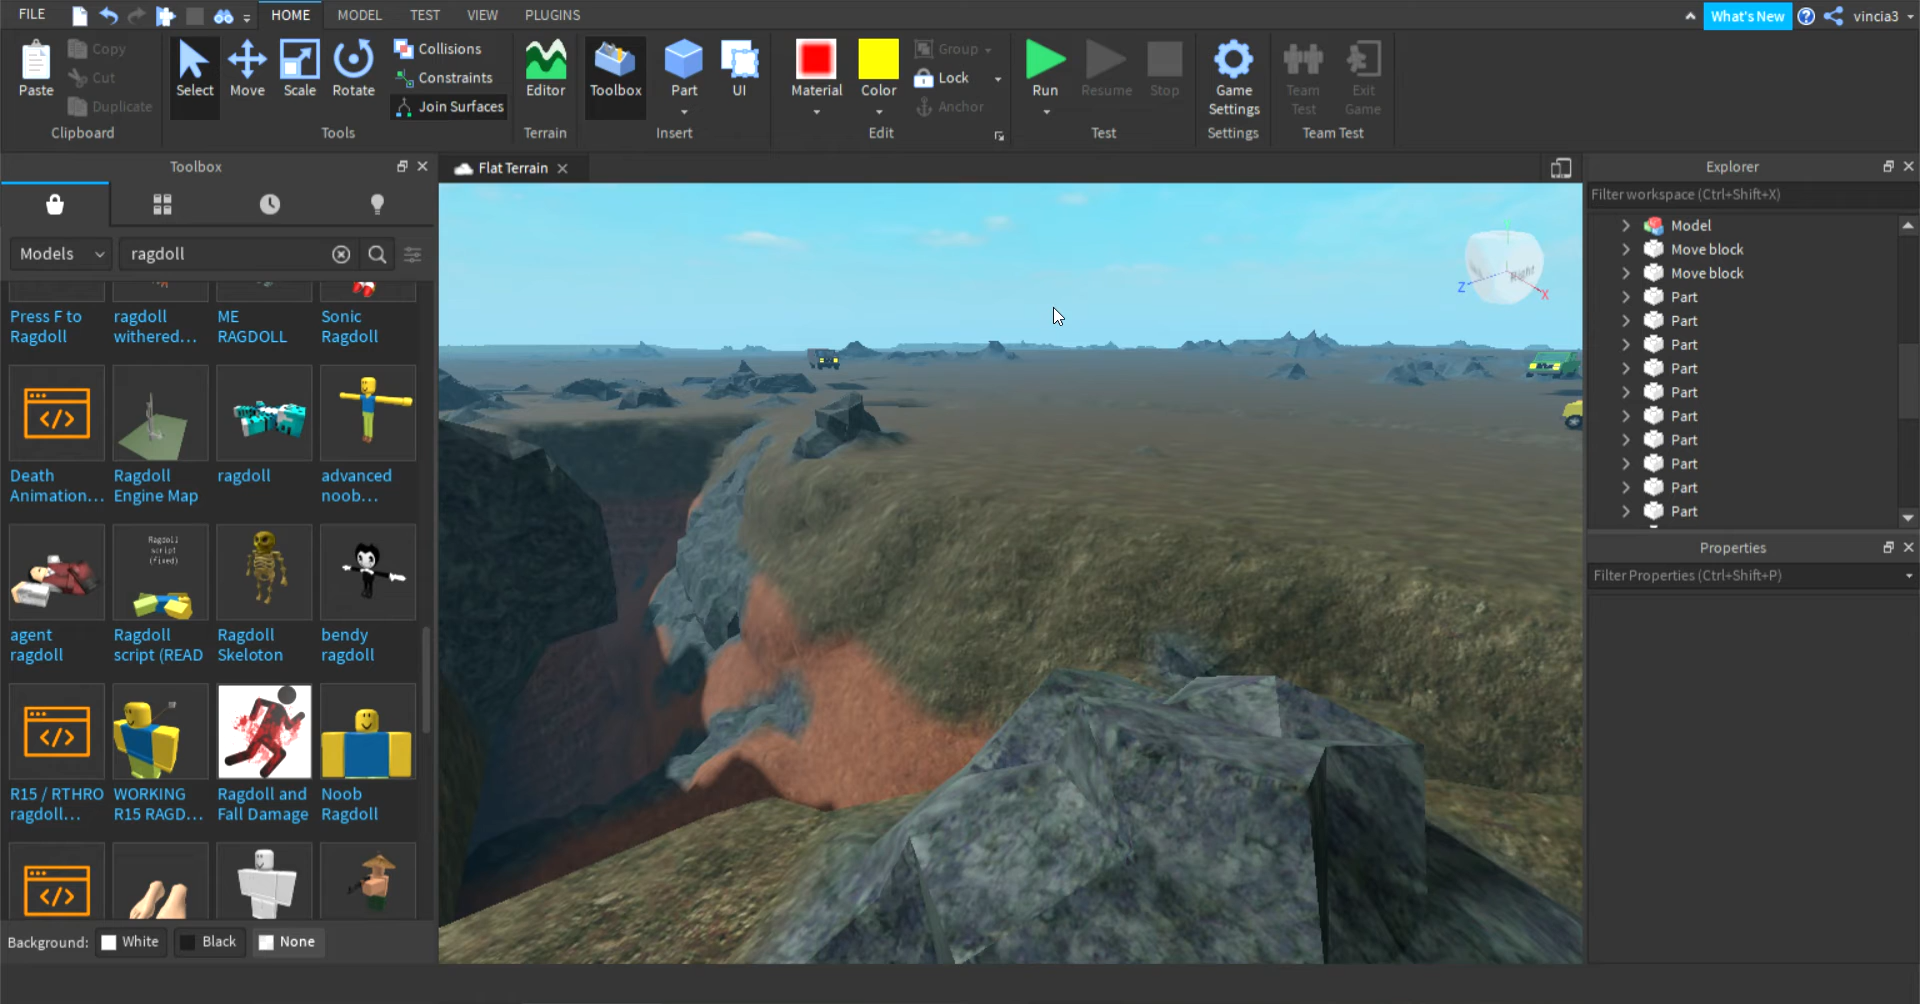 FILE
HOME
MODEL
TEST
VIEW
PLUGINS
What's New
vincia3
Paste
Copy
Cut
Duplicate
Clipboard
Select
Move
Scale
Rotate
Collisions
Constraints
Join Surfaces
Tools
Editor
Terrain
Toolbox
Part
UI
Insert
Material
Color
Group
Lock
Anchor
Edit
Run
Resume
Stop
Test
Game
Settings
Settings
Team
Test
Exit
Game
Team Test
Toolbox
Models
ragdoll
Press F to
Ragdoll
ragdoll
withered...
ME
RAGDOLL
Sonic
Ragdoll
Death
Animation...
Ragdoll
Engine Map
ragdoll
advanced
noob...
Ragdoll
script
(fixed)
agent
ragdoll
Ragdoll
script (READ
Ragdoll
Skeloton
bendy
ragdoll
R15 / RTHRO
ragdoll...
WORKING
R15 RAGD...
Ragdoll and
Fall Damage
Noob
Ragdoll
Background:
White
Black
None
Flat Terrain
Right
Z
X
Explorer
Filter workspace (Ctrl+Shift+X)
Model
Move block
Move block
Part
Part
Part
Part
Part
Part
Part
Part
Part
Part
Properties
Filter Properties (Ctrl+Shift+P)